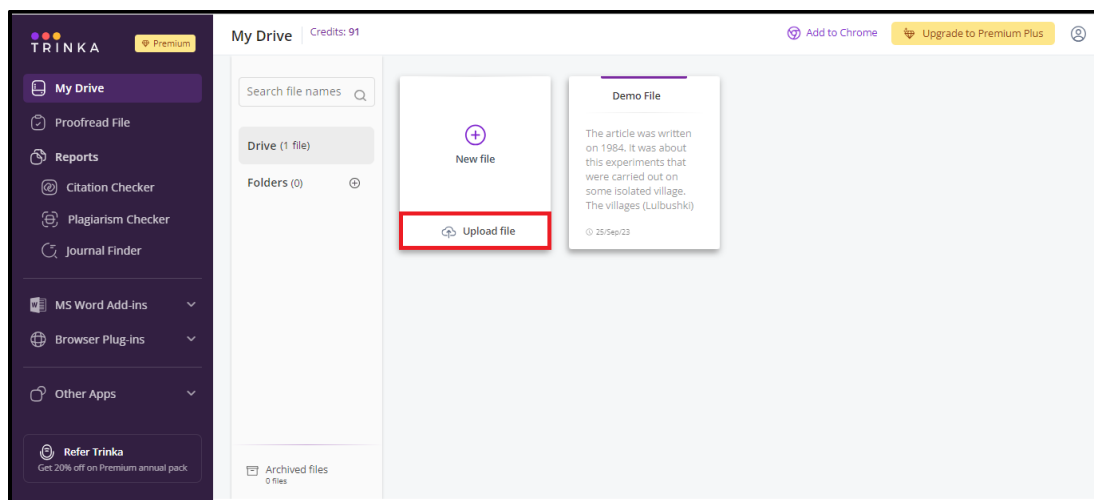 TRINKA
Premium
My Drive
Proofread File
Reports
Citation Checker
Plagiarism Checker
Journal Finder
MS Word Add-ins
Browser Plug-ins
Other Apps
Refer Trinka
Get 20% off on Premium annual pack
My Drive
Credits: 91
Add to Chrome
Upgrade to Premium Plus
Search file names
Drive (1 file)
Folders (0)
Archived files
0 files
New file
Upload file
Demo File
The article was written
on 1984. It was about
this experiments that
were carried out on
some isolated village.
The villages (Lulbushki)
25/Sep/23